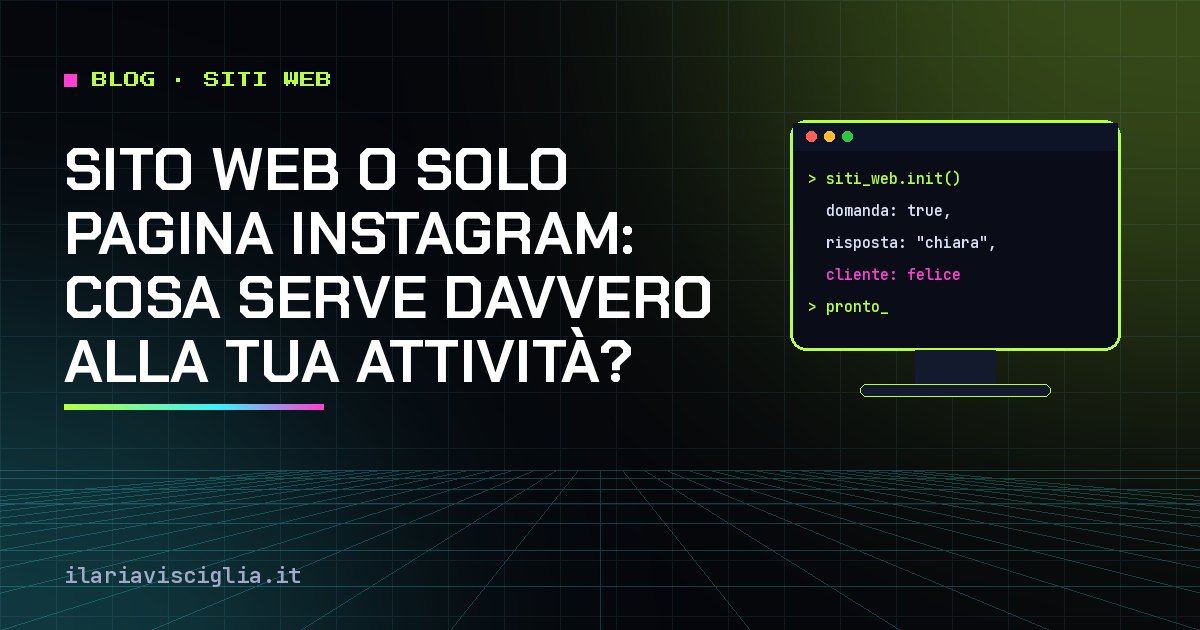 BLOG · SITI WEB
SITO WEB O SOLO
PAGINA INSTAGRAM:
COSA SERVE DAVVERO
ALLA TUA ATTIVITÀ?
> siti_web.init()
domanda: true,
risposta: "chiara",
cliente: felice
> pronto_
ilariavisciglia.it